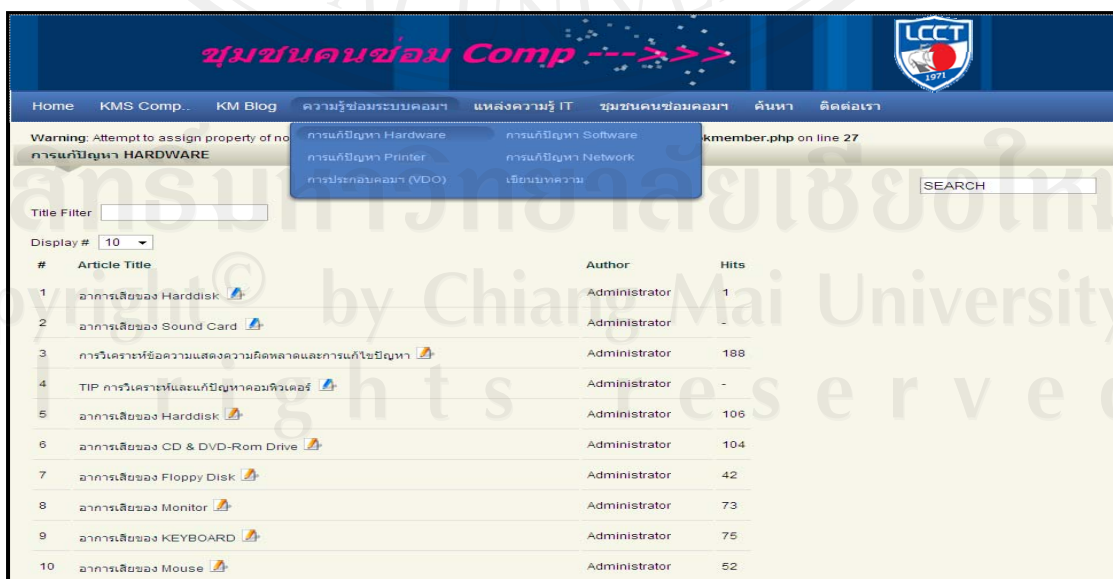 ชุมชนคนซ่อม Comp --->>>
LCCT
1971
Home KMS Comp.. KM Blog ความรู้ซ่อมระบบคอมฯ แหล่งความรู้ IT ชุมชนคนซ่อมคอมฯ ค้นหา ติดต่อเรา
Warning: Attempt to assign property of no kmember.php on line 27
การแก้ปัญหา Hardware การแก้ปัญหา Software
การแก้ปัญหา Printer การแก้ปัญหา Network
การประกอบคอมฯ (VDO) เขียนบทความ
การแก้ปัญหา HARDWARE
SEARCH
Title Filter
Display # 10
# Article Title Author Hits
1 อาการเสียของ Harddisk Administrator 1
2 อาการเสียของ Sound Card Administrator -
3 การวิเคราะห์ข้อความแสดงความผิดพลาดและการแก้ไขปัญหา Administrator 188
4 TIP การวิเคราะห์และแก้ปัญหาคอมพิวเตอร์ Administrator -
5 อาการเสียของ Harddisk Administrator 106
6 อาการเสียของ CD & DVD-Rom Drive Administrator 104
7 อาการเสียของ Floppy Disk Administrator 42
8 อาการเสียของ Monitor Administrator 73
9 อาการเสียของ KEYBOARD Administrator 75
10 อาการเสียของ Mouse Administrator 52
by Chiang Mai University
rights reserve